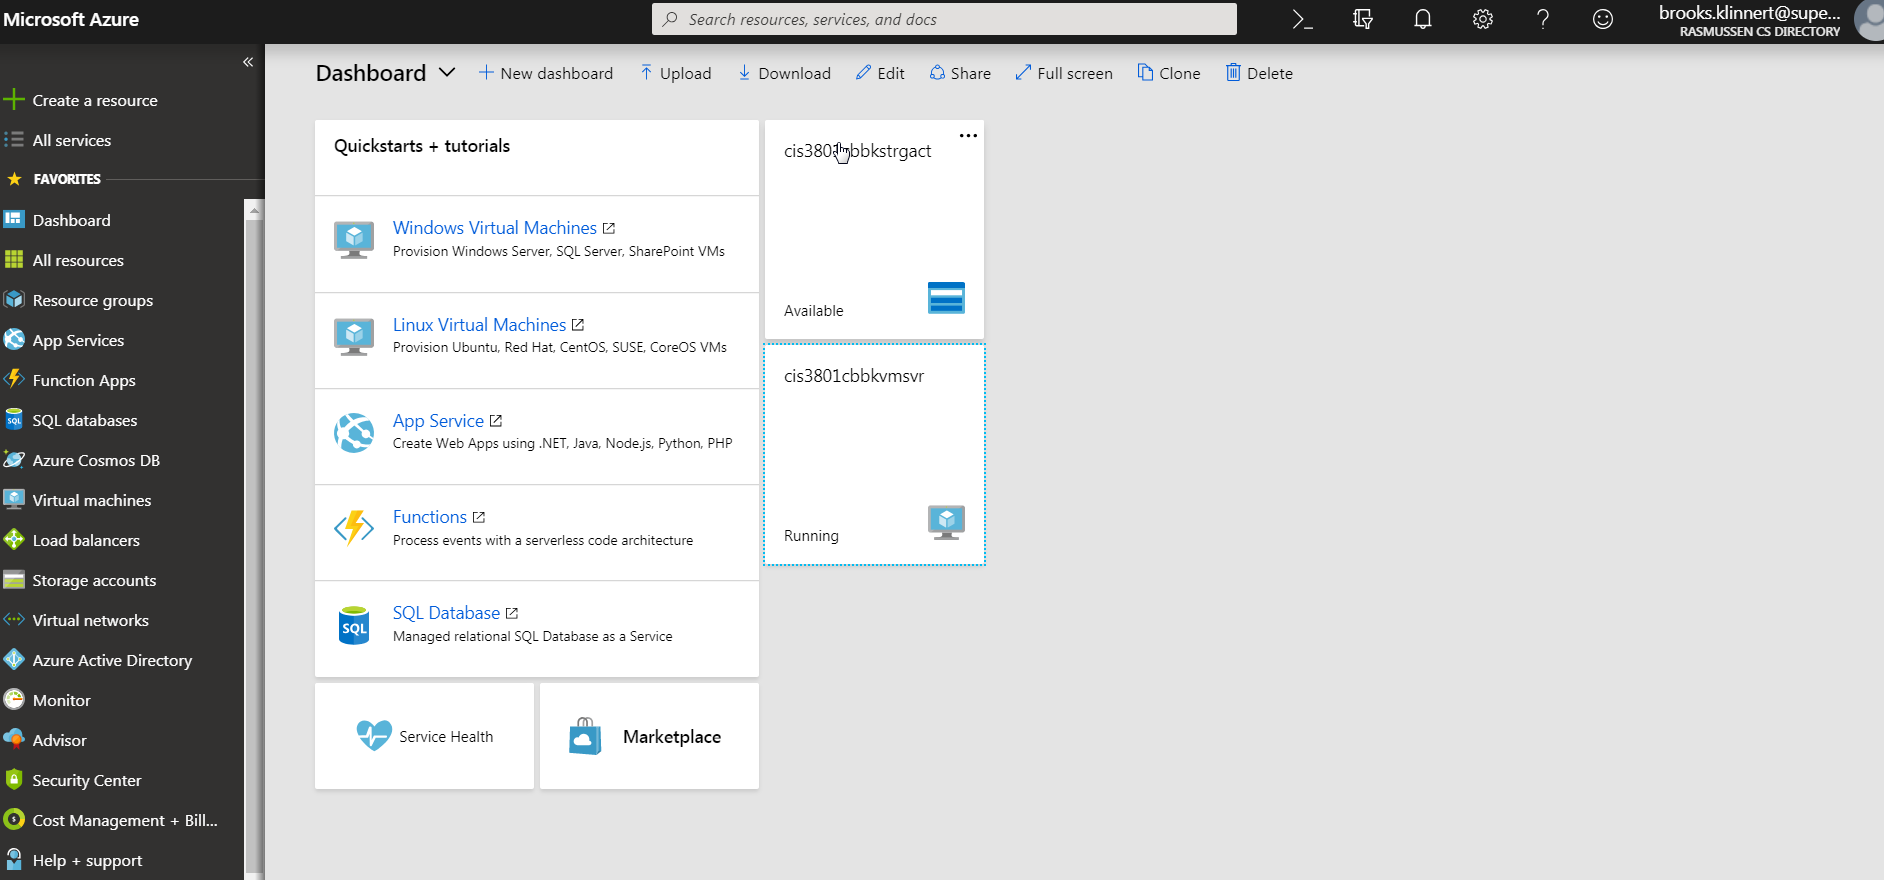 Microsoft Azure
Search resources, services, and docs
brooks.klinnert@supe...
RASMUSSEN CS DIRECTORY
Create a resource
All services
FAVORITES
Dashboard
All resources
Resource groups
App Services
Function Apps
SQL databases
Azure Cosmos DB
Virtual machines
Load balancers
Storage accounts
Virtual networks
Azure Active Directory
Monitor
Advisor
Security Center
Cost Management + Bill...
Help + support
Dashboard
New dashboard
Upload
Download
Edit
Share
Full screen
Clone
Delete
Quickstarts + tutorials
Windows Virtual Machines
Provision Windows Server, SQL Server, SharePoint VMs
Linux Virtual Machines
Provision Ubuntu, Red Hat, CentOS, SUSE, CoreOS VMs
App Service
Create Web Apps using .NET, Java, Node.js, Python, PHP
Functions
Process events with a serverless code architecture
SQL
SQL Database
Managed relational SQL Database as a Service
Service Health
Marketplace
Available
cis3801cbbkvmsvr
Running